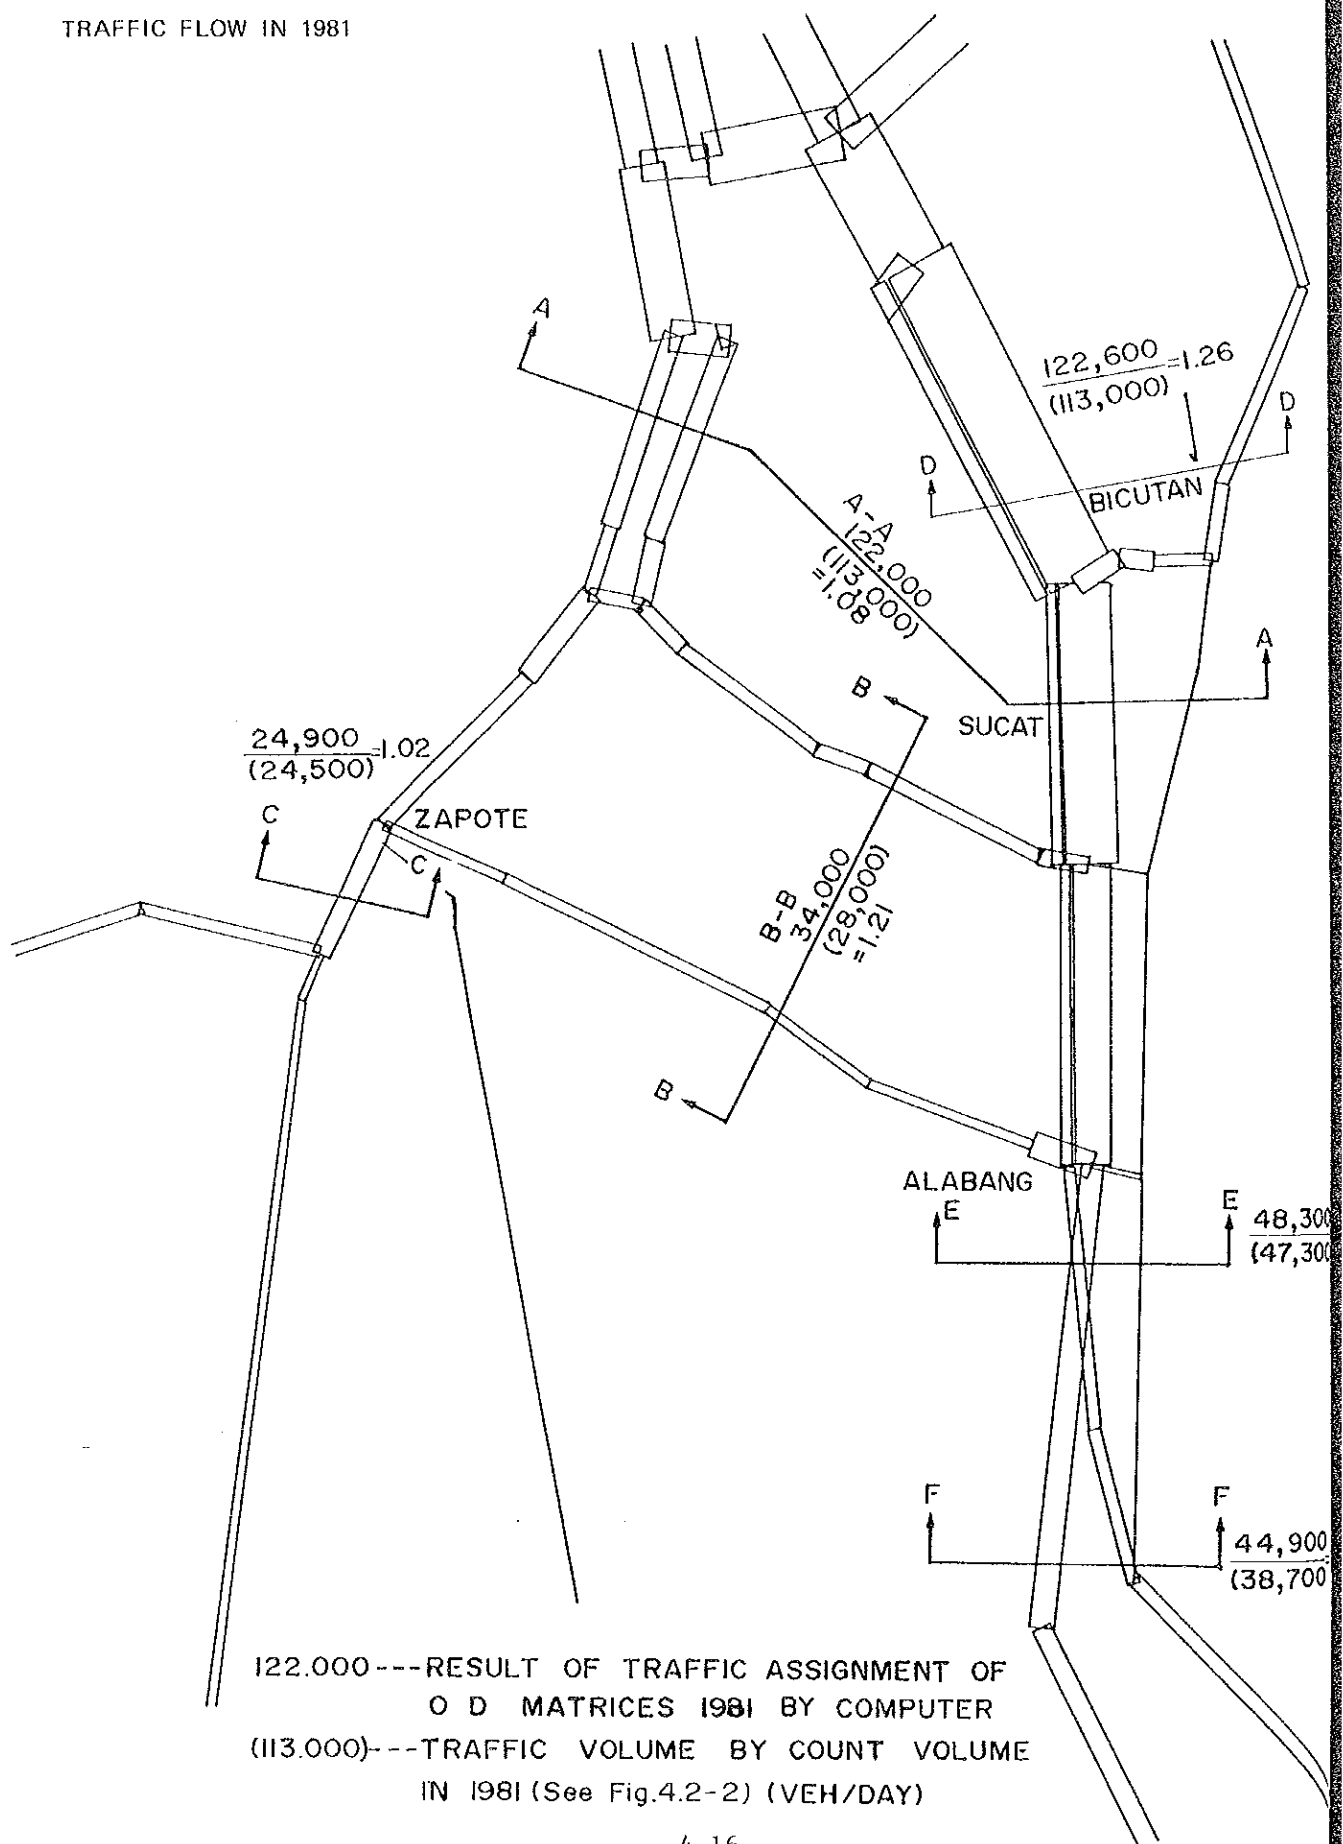 TRAFFIC FLOW IN 1981
A
122,600
(113,000)
=1.26
D
D
BICUTAN
A-A
122,000
(113,000)
=1.08
A
B
SUCAT
24,900
(24,500)
=1.02
C
ZAPOTE
C
B-B
34,000
(28,000)
=1.21
B
ALABANG
E
E
48,300
(47,300
F
F
44,900
(38,700
122.000---RESULT OF TRAFFIC ASSIGNMENT OF
O D MATRICES 1981 BY COMPUTER
(113.000)---TRAFFIC VOLUME BY COUNT VOLUME
IN 1981 (See Fig.4.2-2) (VEH/DAY)